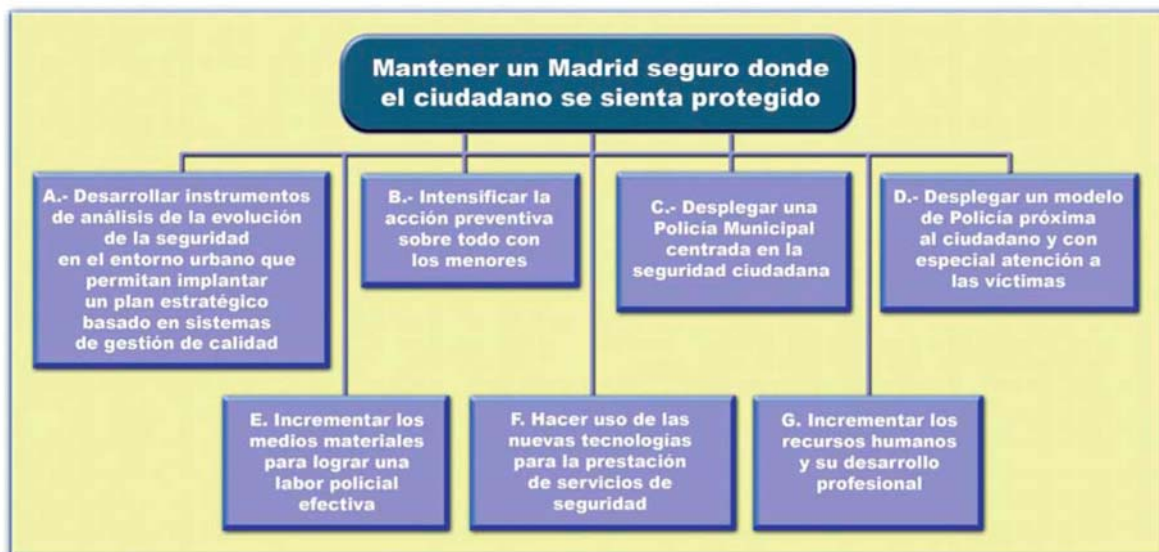 Mantener un Madrid seguro donde
el ciudadano se sienta protegido
A.- Desarrollar instrumentos
de análisis de la evolución
de la seguridad
en el entorno urbano que
permitan implantar
un plan estratégico
basado en sistemas
de gestión de calidad
B.- Intensificar la
acción preventiva
sobre todo con
los menores
C.- Desplegar una
Policía Municipal
centrada en la
seguridad ciudadana
D.- Desplegar un modelo
de Policía próxima
al ciudadano y con
especial atención a
las víctimas
E. Incrementar los
medios materiales
para lograr una
labor policial
efectiva
F. Hacer uso de las
nuevas tecnologías
para la prestación
de servicios de
seguridad
G. Incrementar los
recursos humanos
y su desarrollo
profesional